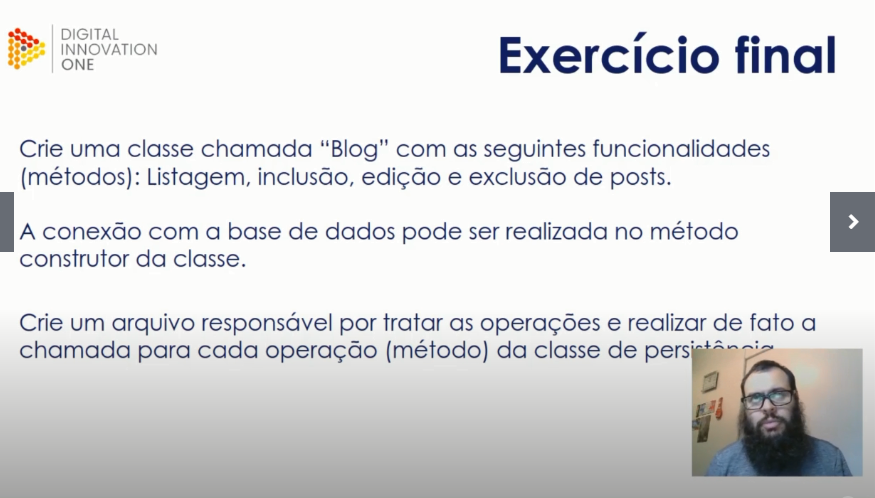 DIGITAL
INNOVATION
ONE
Exercício final
Crie uma classe chamada “Blog” com as seguintes funcionalidades
(métodos): Listagem, inclusão, edição e exclusão de posts.
A conexão com a base de dados pode ser realizada no método
construtor da classe.
Crie um arquivo responsável por tratar as operações e realizar de fato a
chamada para cada operação (método) da classe de persistência.